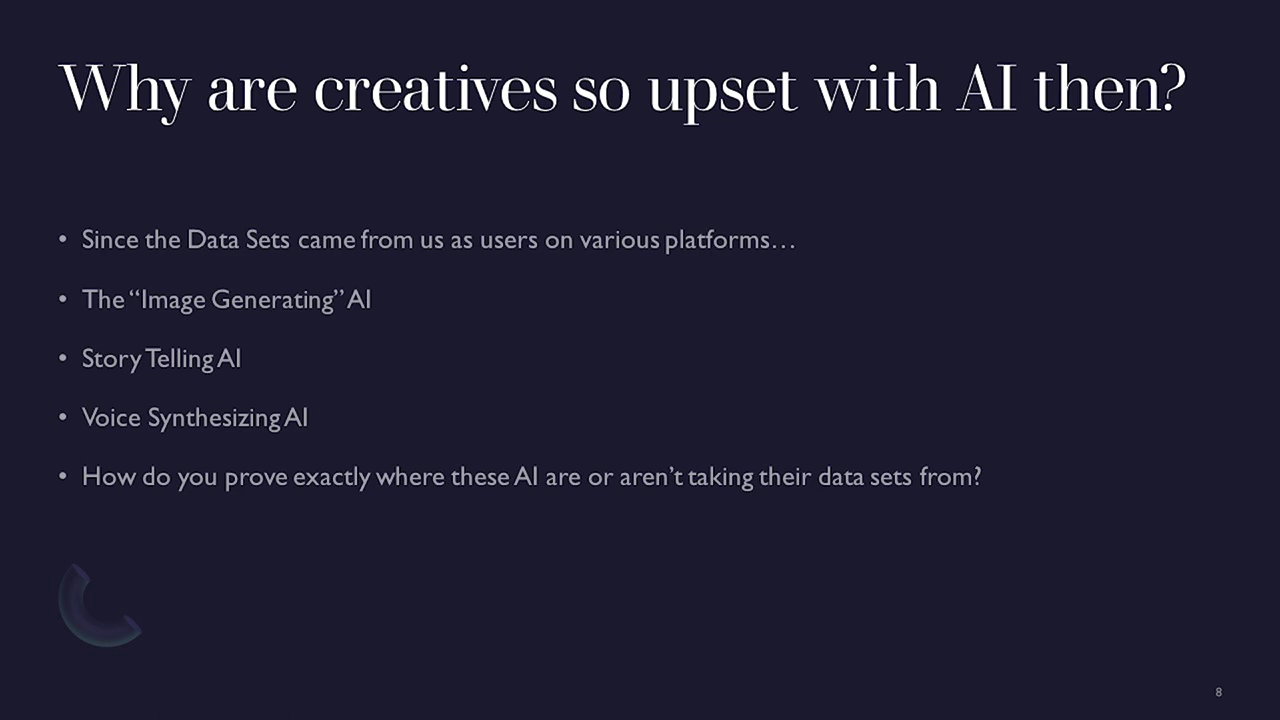 Why are creatives so upset with AI then?
• Since the Data Sets came from us as users on various platforms…
• The “Image Generating” AI
• Story Telling AI
• Voice Synthesizing AI
• How do you prove exactly where these AI are or aren’t taking their data sets from?
8